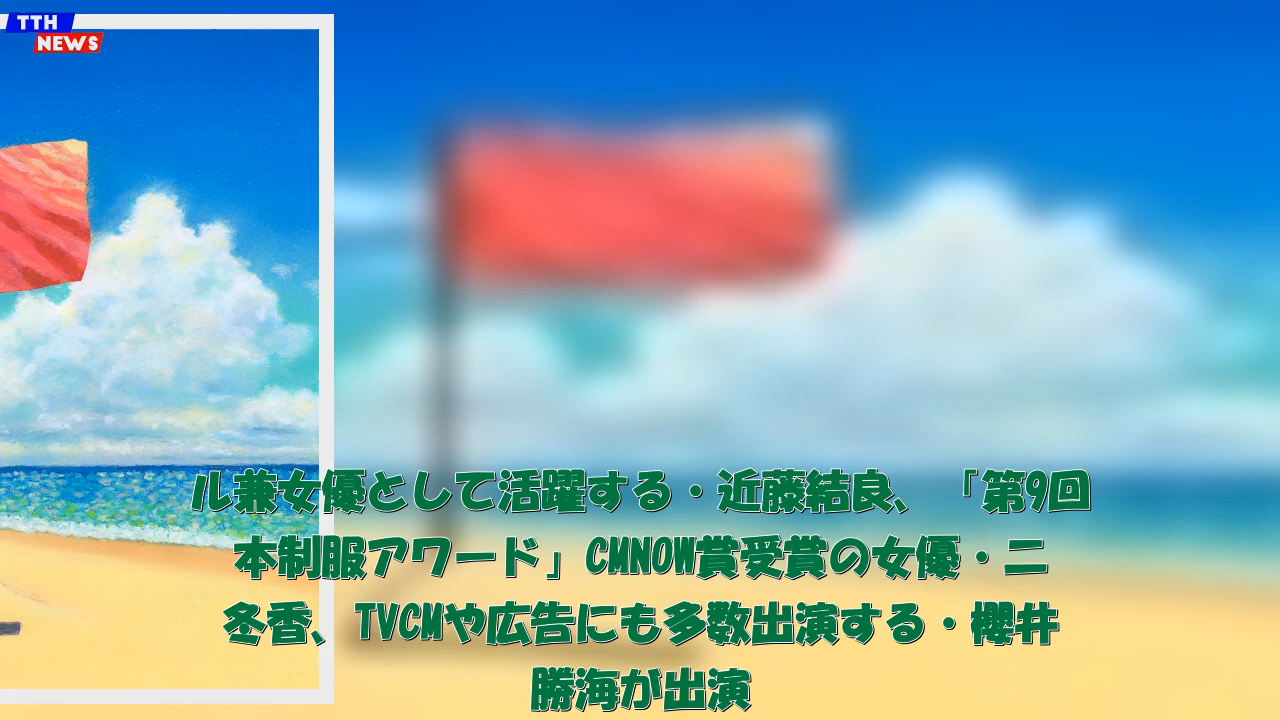 TTH
NEWS
ル兼女優として活躍する・近藤結良、「第9回
本制服アワード」CMNOW賞受賞の女優・二
冬香、TVCMや広告にも多数出演する・櫻井
勝海が出演